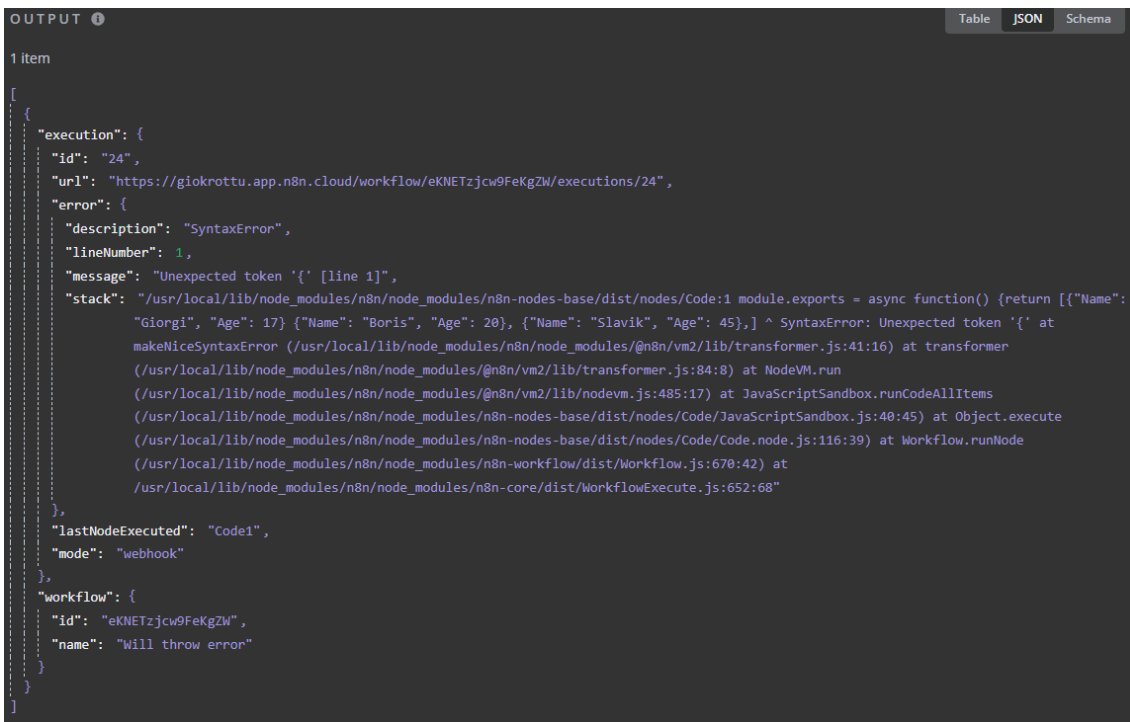 OUTPUT
Table JSON Schema
1 item
[
{
"execution": {
"id": "24",
"url": "https://giokrottu.app.n8n.cloud/workflow/eKNETzjcw9FeKgZW/executions/24",
"error": {
"description": "SyntaxError",
"lineNumber": 1,
"message": "Unexpected token '{' [line 1]",
"stack": "/usr/local/lib/node_modules/n8n/node_modules/n8n-nodes-base/dist/nodes/Code:1 module.exports = async function() {return [{"Name":
"Giorgi", "Age": 17} {"Name": "Boris", "Age": 20}, {"Name": "Slavik", "Age": 45},] ^ SyntaxError: Unexpected token '{' at
makeNiceSyntaxError (/usr/local/lib/node_modules/n8n/node_modules/@n8n/vm2/lib/transformer.js:41:16) at transformer
(/usr/local/lib/node_modules/n8n/node_modules/@n8n/vm2/lib/transformer.js:84:8) at NodeVM.run
(/usr/local/lib/node_modules/n8n/node_modules/@n8n/vm2/lib/nodevm.js:485:17) at JavaScriptSandbox.runCodeAllItems
(/usr/local/lib/node_modules/n8n/node_modules/n8n-nodes-base/dist/nodes/Code/JavaScriptSandbox.js:40:45) at Object.execute
(/usr/local/lib/node_modules/n8n/node_modules/n8n-nodes-base/dist/nodes/Code/Code.node.js:116:39) at Workflow.runNode
(/usr/local/lib/node_modules/n8n/node_modules/n8n-workflow/dist/Workflow.js:670:42) at
/usr/local/lib/node_modules/n8n/node_modules/n8n-core/dist/WorkflowExecute.js:652:68"
},
"lastNodeExecuted": "Code1",
"mode": "webhook"
},
"workflow": {
"id": "eKNETzjcw9FeKgZW",
"name": "Will throw error"
}
}
]